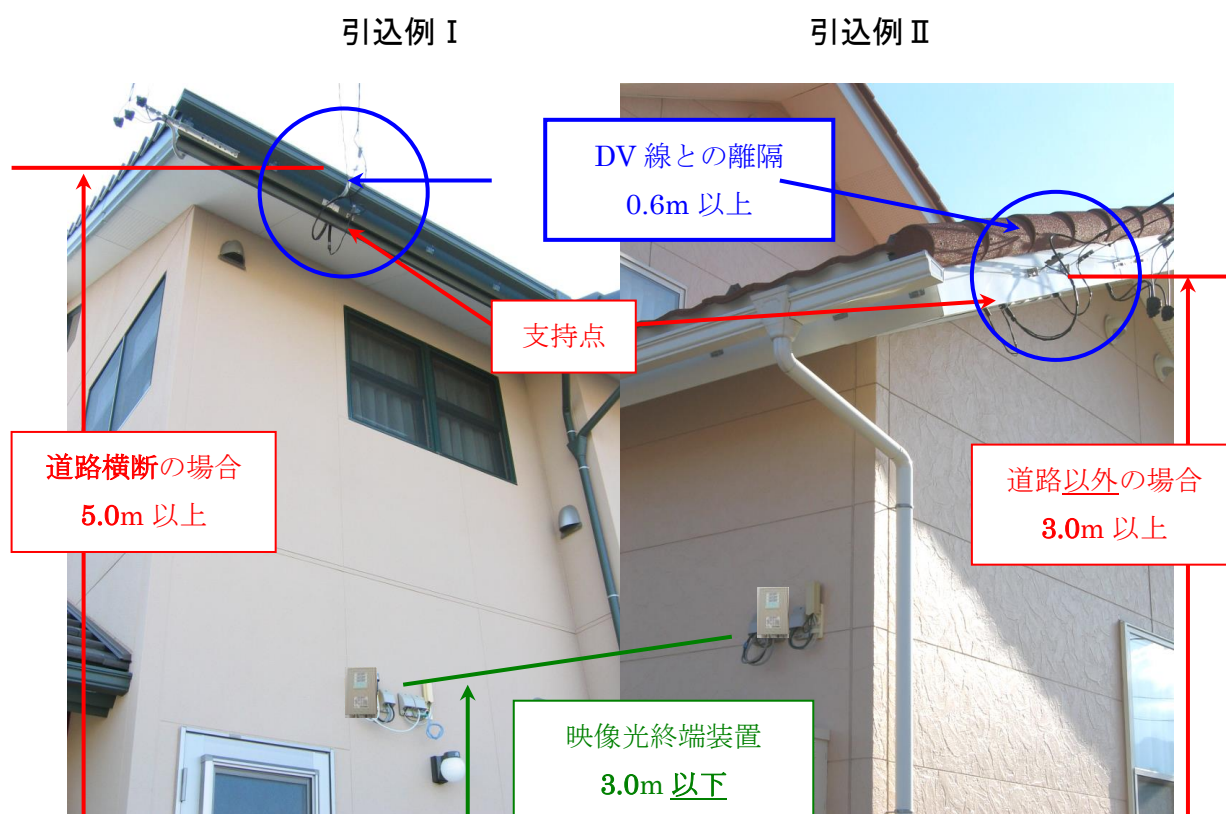 引込例Ⅰ
引込例Ⅱ
DV 線との離隔
0.6m 以上
支持点
道路横断の場合
5.0m 以上
道路以外の場合
3.0m 以上
映像光終端装置
3.0m 以下